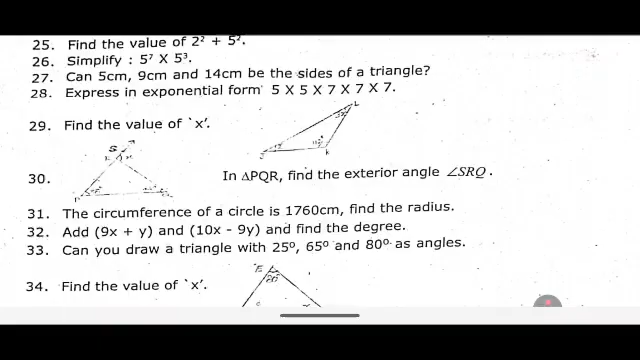 25. Find the value of 2² + 5².
26. Simplify : 5⁷ X 5³.
27. Can 5cm, 9cm and 14cm be the sides of a triangle?
28. Express in exponential form 5 X 5 X 7 X 7 X 7.
29. Find the value of `x'.
L
J
K
S
R
30. In ΔPQR, find the exterior angle ∠SRQ.
P
31. The circumference of a circle is 1760cm, find the radius.
32. Add (9x + y) and (10x - 9y) and find the degree.
33. Can you draw a triangle with 25⁰, 65⁰ and 80⁰ as angles.
E
34. Find the value of `x'.